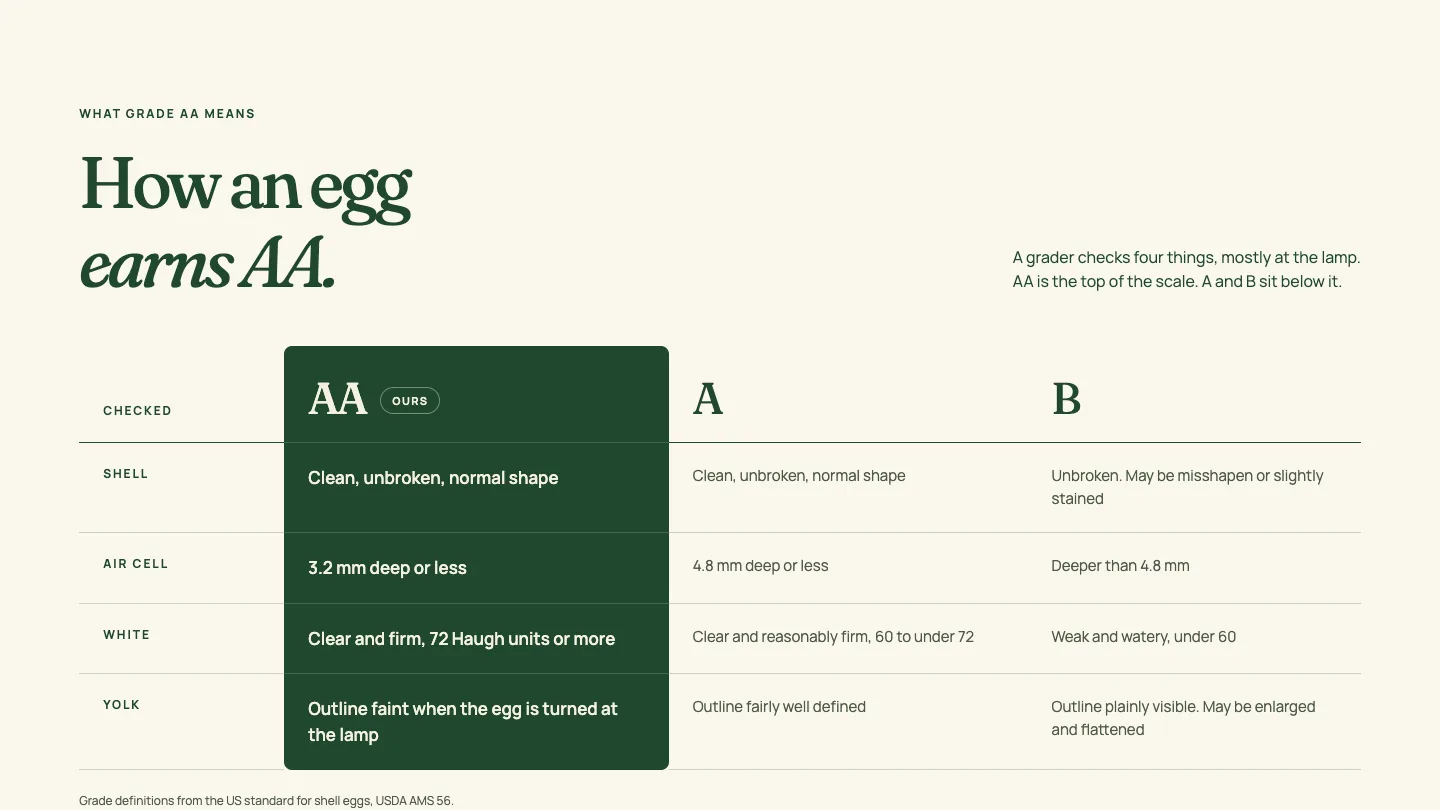 WHAT GRADE AA MEANS
How an egg
earns AA.
A grader checks four things, mostly at the lamp.
AA is the top of the scale. A and B sit below it.
CHECKED
AA
OURS
A
B
SHELL
Clean, unbroken, normal shape
Clean, unbroken, normal shape
Unbroken. May be misshapen or slightly
stained
AIR CELL
3.2 mm deep or less
4.8 mm deep or less
Deeper than 4.8 mm
WHITE
Clear and firm, 72 Haugh units or more
Clear and reasonably firm, 60 to under 72
Weak and watery, under 60
YOLK
Outline faint when the egg is turned at
the lamp
Outline fairly well defined
Outline plainly visible. May be enlarged
and flattened
Grade definitions from the US standard for shell eggs, USDA AMS 56.